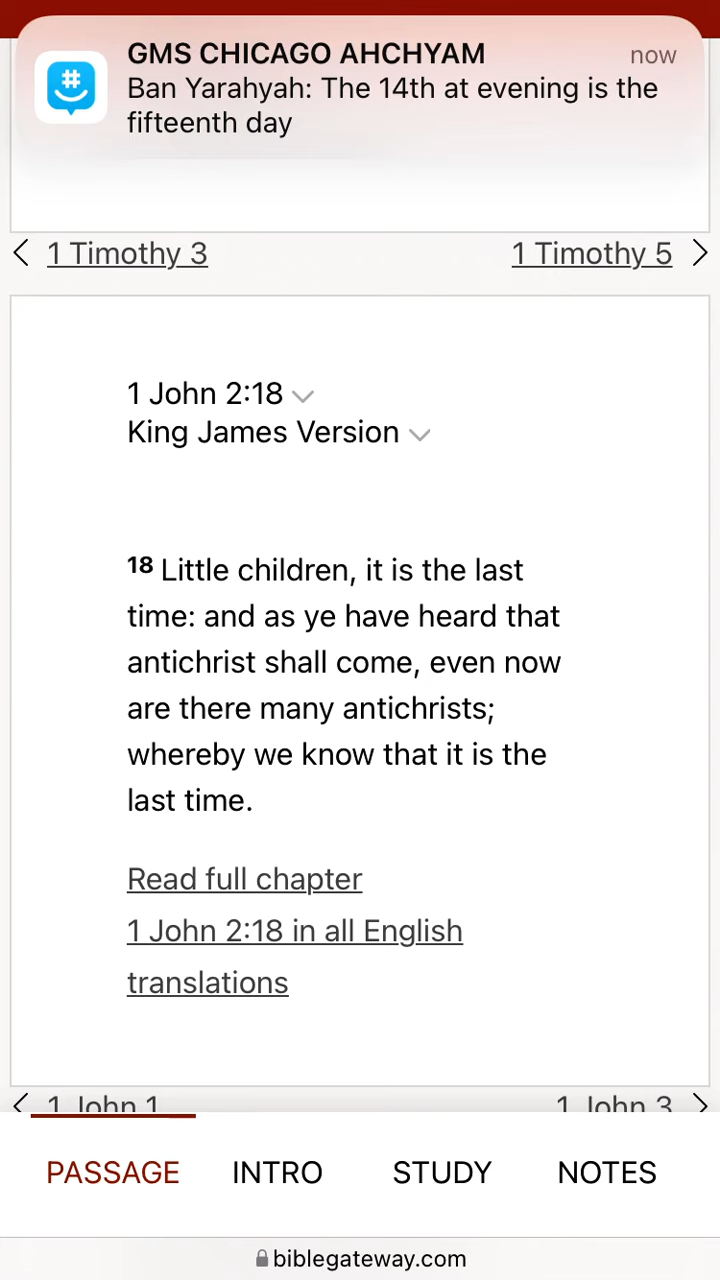 GMS CHICAGO AHCHYAM now
Ban Yarahyah: The 14th at evening is the
fifteenth day
1 Timothy 3 1 Timothy 5
1 John 2:18
King James Version
18 Little children, it is the last
time: and as ye have heard that
antichrist shall come, even now
are there many antichrists;
whereby we know that it is the
last time.
Read full chapter
1 John 2:18 in all English
translations
1 John 1 1 John 3
PASSAGE INTRO STUDY NOTES
biblegateway.com